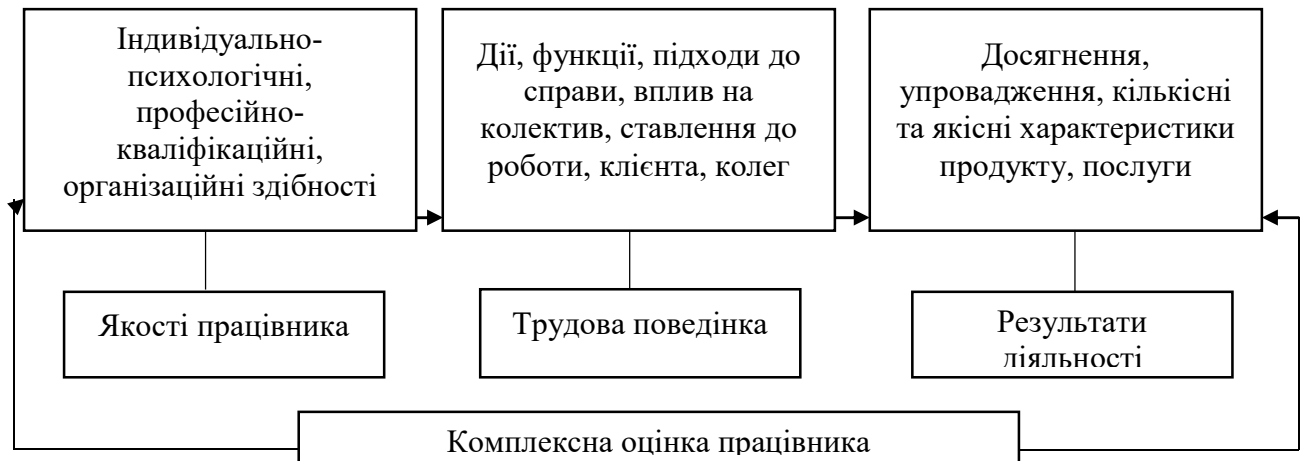 Індивідуально-
психологічні,
професійно-
кваліфікаційні,
організаційні здібності
Дії, функції, підходи до
справи, вплив на
колектив, ставлення до
роботи, клієнта, колег
Досягнення,
упровадження, кількісні
та якісні характеристики
продукту, послуги
Якості працівника
Трудова поведінка
Результати
діяльності
Комплексна оцінка працівника